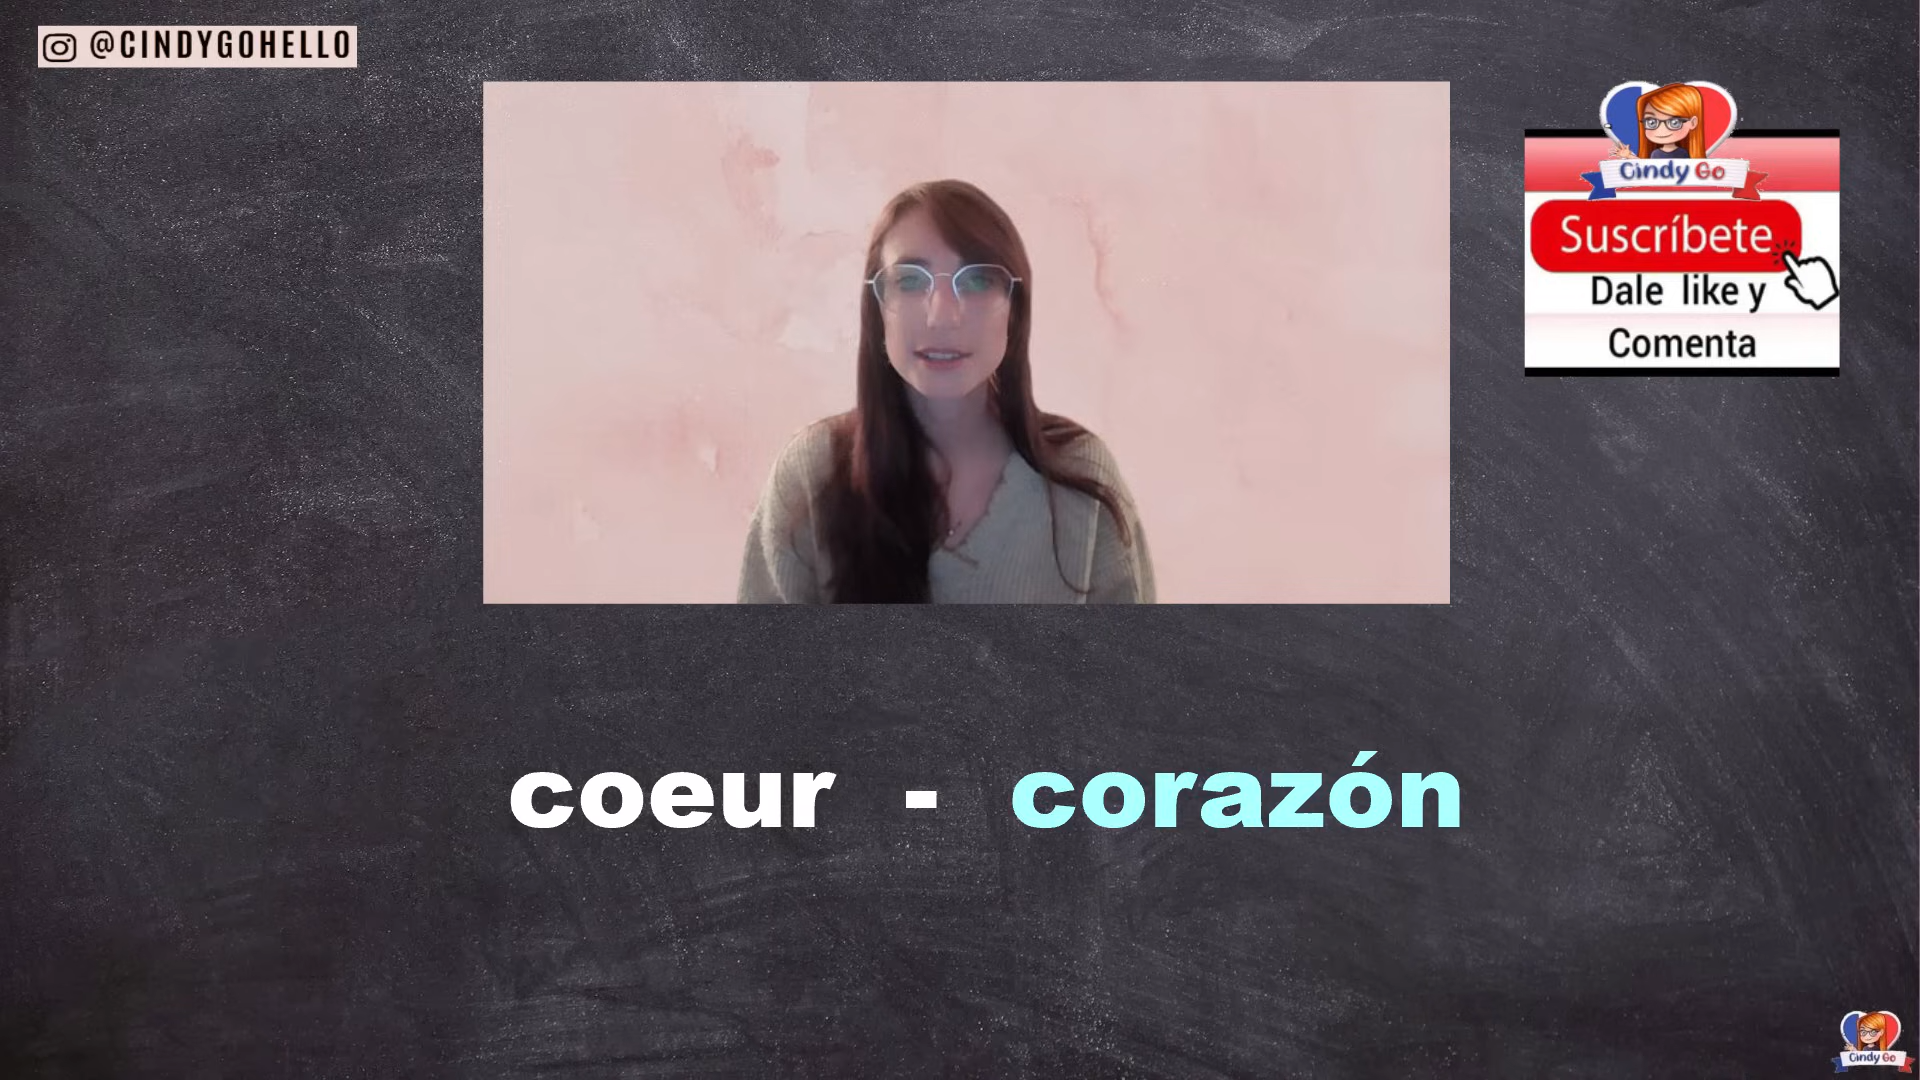 @CINDYGOHELLO
Cindy Go
Suscríbete
Dale like y
Comenta
coeur - corazón
Cindy Go